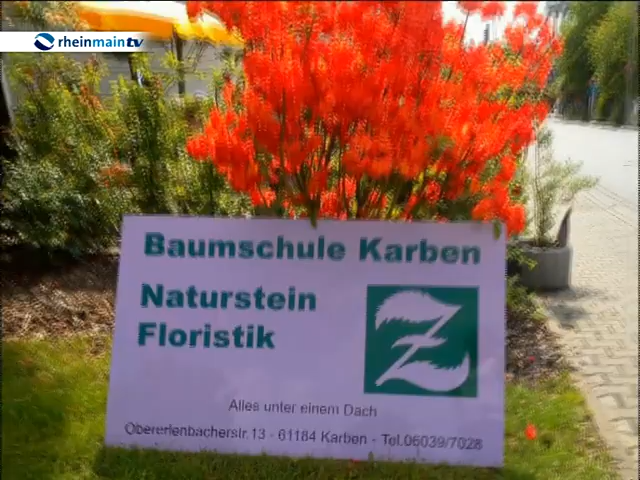 rheinmaintv
Baumschule Karben
Naturstein
Floristik
Alles unter einem Dach
Obererlenbacherstr.13 - 61184 Karben - Tel.06039/7028